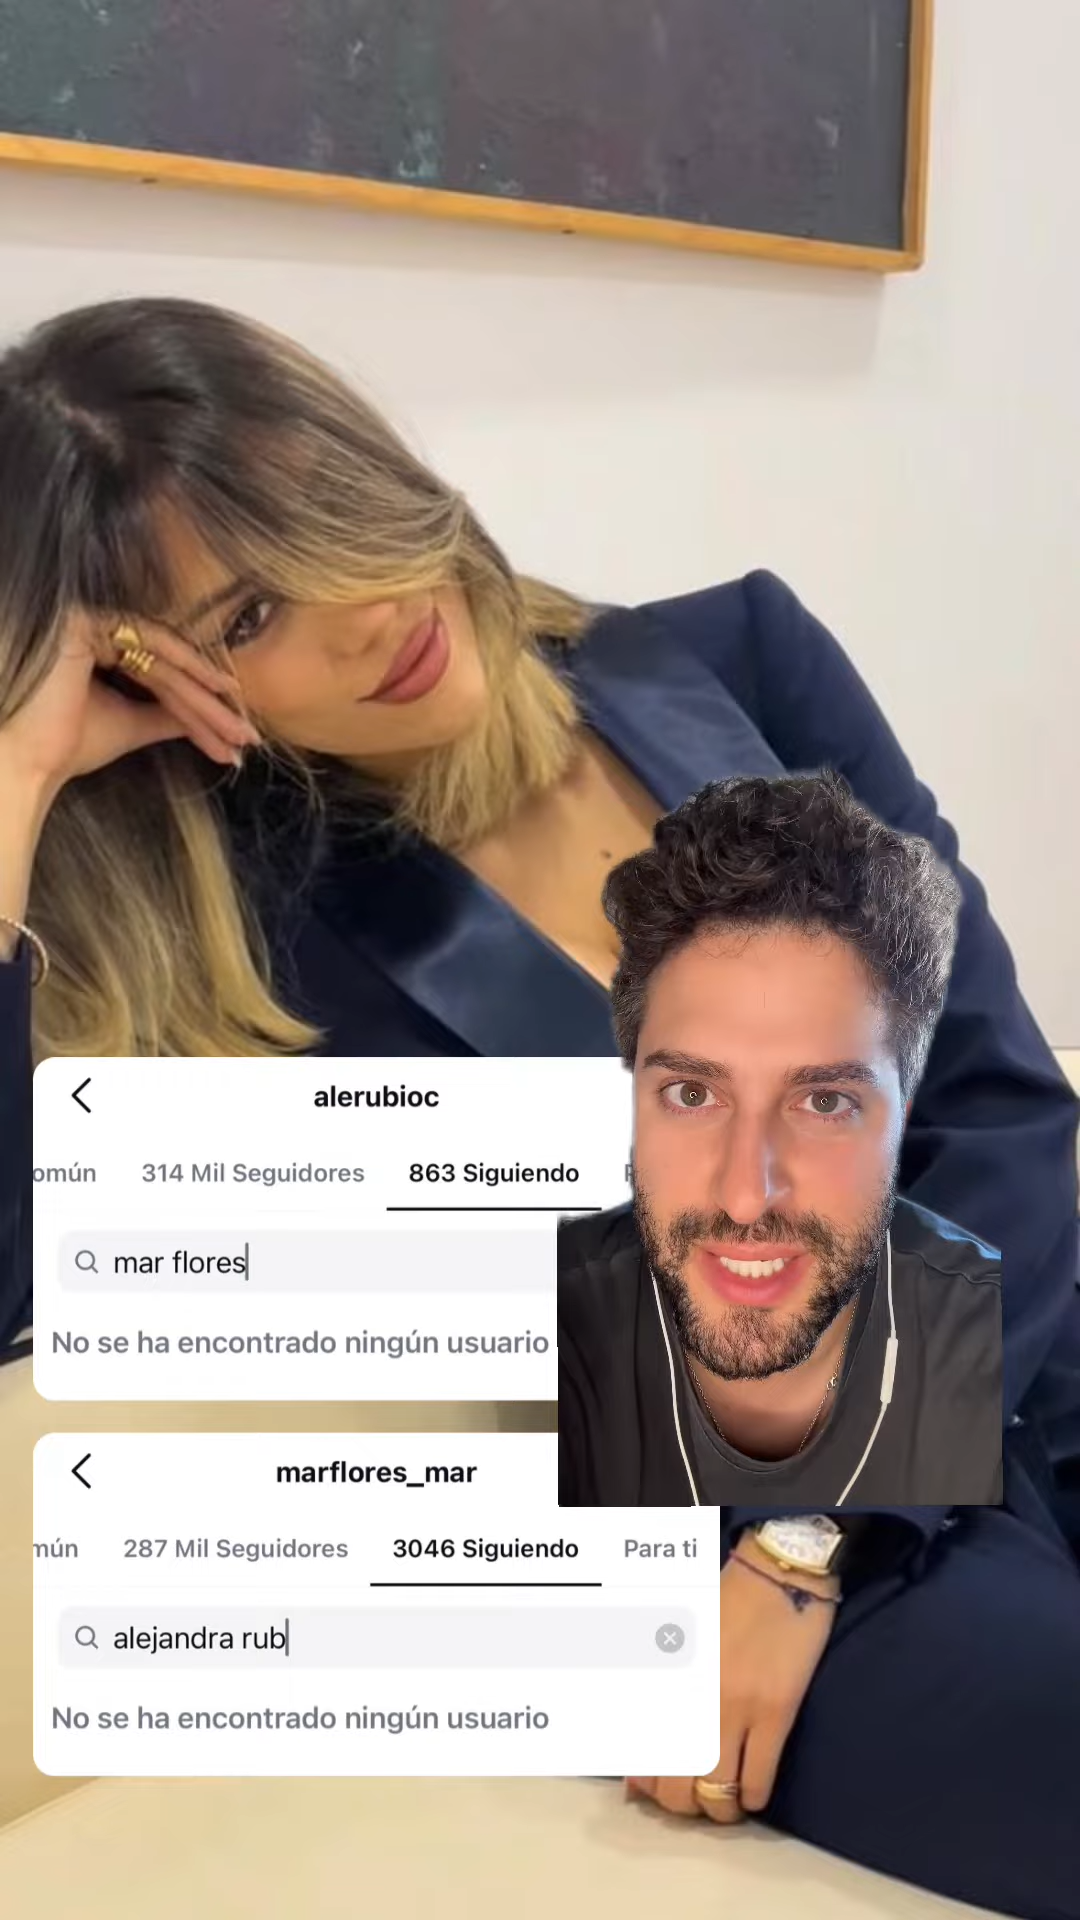 alerubioc
omún 314 Mil Seguidores 863 Siguiendo
mar flores
No se ha encontrado ningún usuario
marflores_mar
mún 287 Mil Seguidores 3046 Siguiendo Para ti
alejandra rub
No se ha encontrado ningún usuario